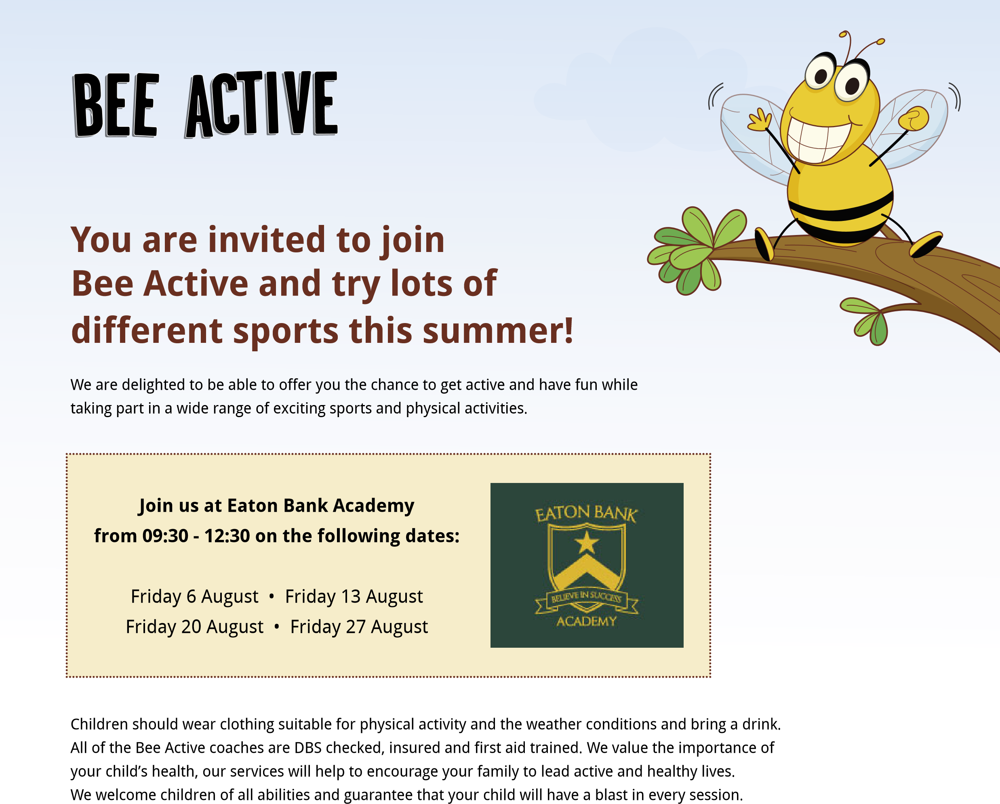 BEE ACTIVE
You are invited to join
Bee Active and try lots of
different sports this summer!
We are delighted to be able to offer you the chance to get active and have fun while
taking part in a wide range of exciting sports and physical activities.
Join us at Eaton Bank Academy
from 09:30 - 12:30 on the following dates:
Friday 6 August • Friday 13 August
Friday 20 August • Friday 27 August
EATON BANK
BELIEVE IN SUCCESS
ACADEMY
Children should wear clothing suitable for physical activity and the weather conditions and bring a drink.
All of the Bee Active coaches are DBS checked, insured and first aid trained. We value the importance of
your child’s health, our services will help to encourage your family to lead active and healthy lives.
We welcome children of all abilities and guarantee that your child will have a blast in every session.